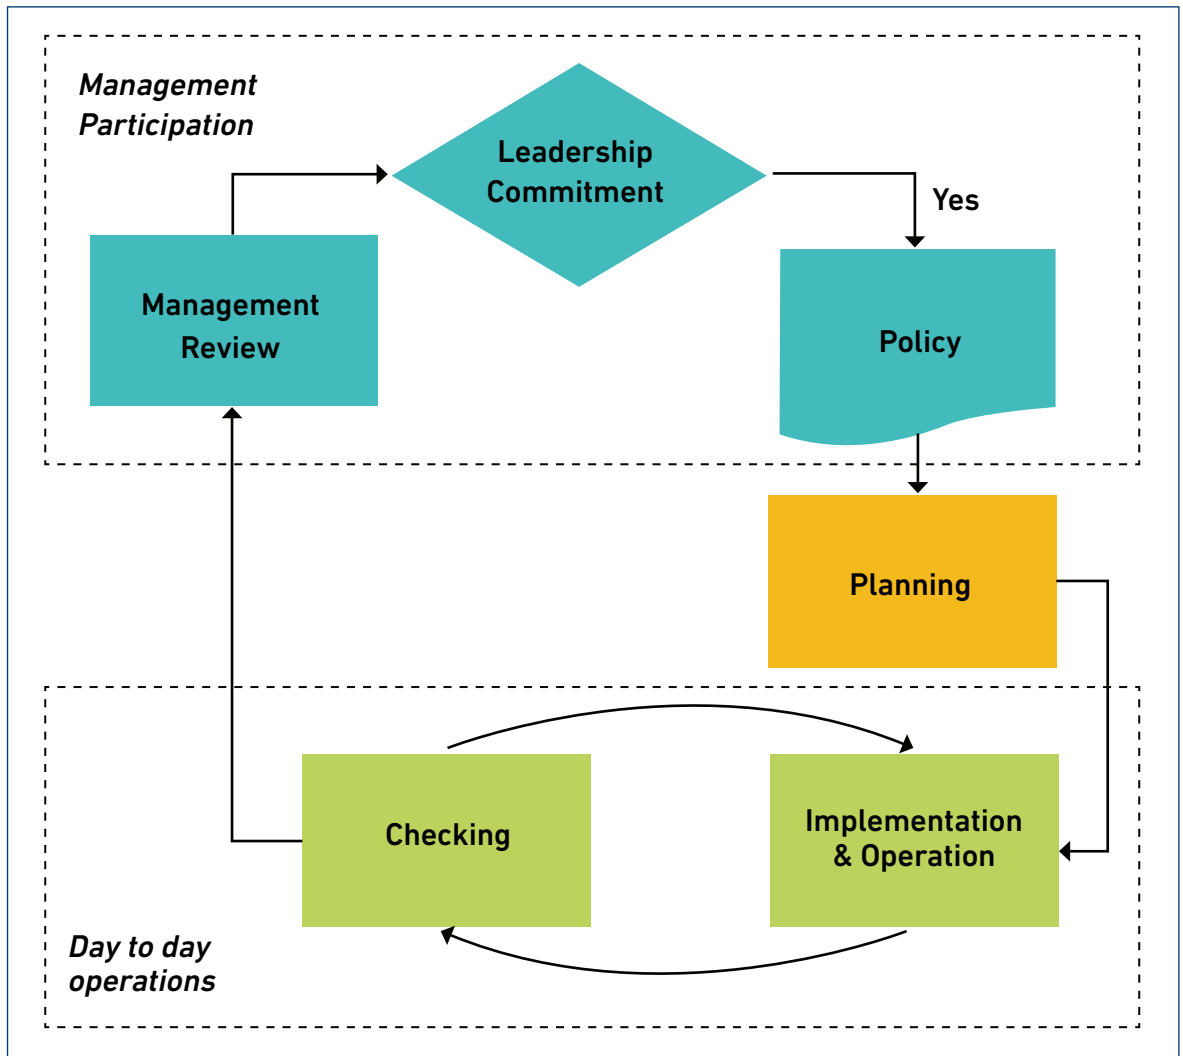 Management
Participation
Leadership
Commitment
Yes
Management
Review
Policy
Planning
Checking
Implementation
& Operation
Day to day
operations